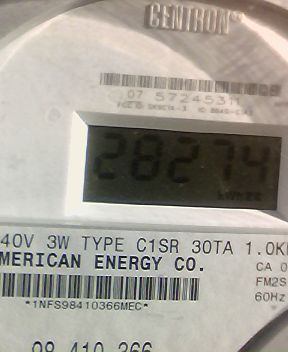 CENTRON®
07 57245311
28274
40V 3W TYPE C1SR 30TA 1.0K
MERICAN ENERGY CO.
CA 0
FM2S
60Hz
*1NFS98410366MEC*
98 410 366